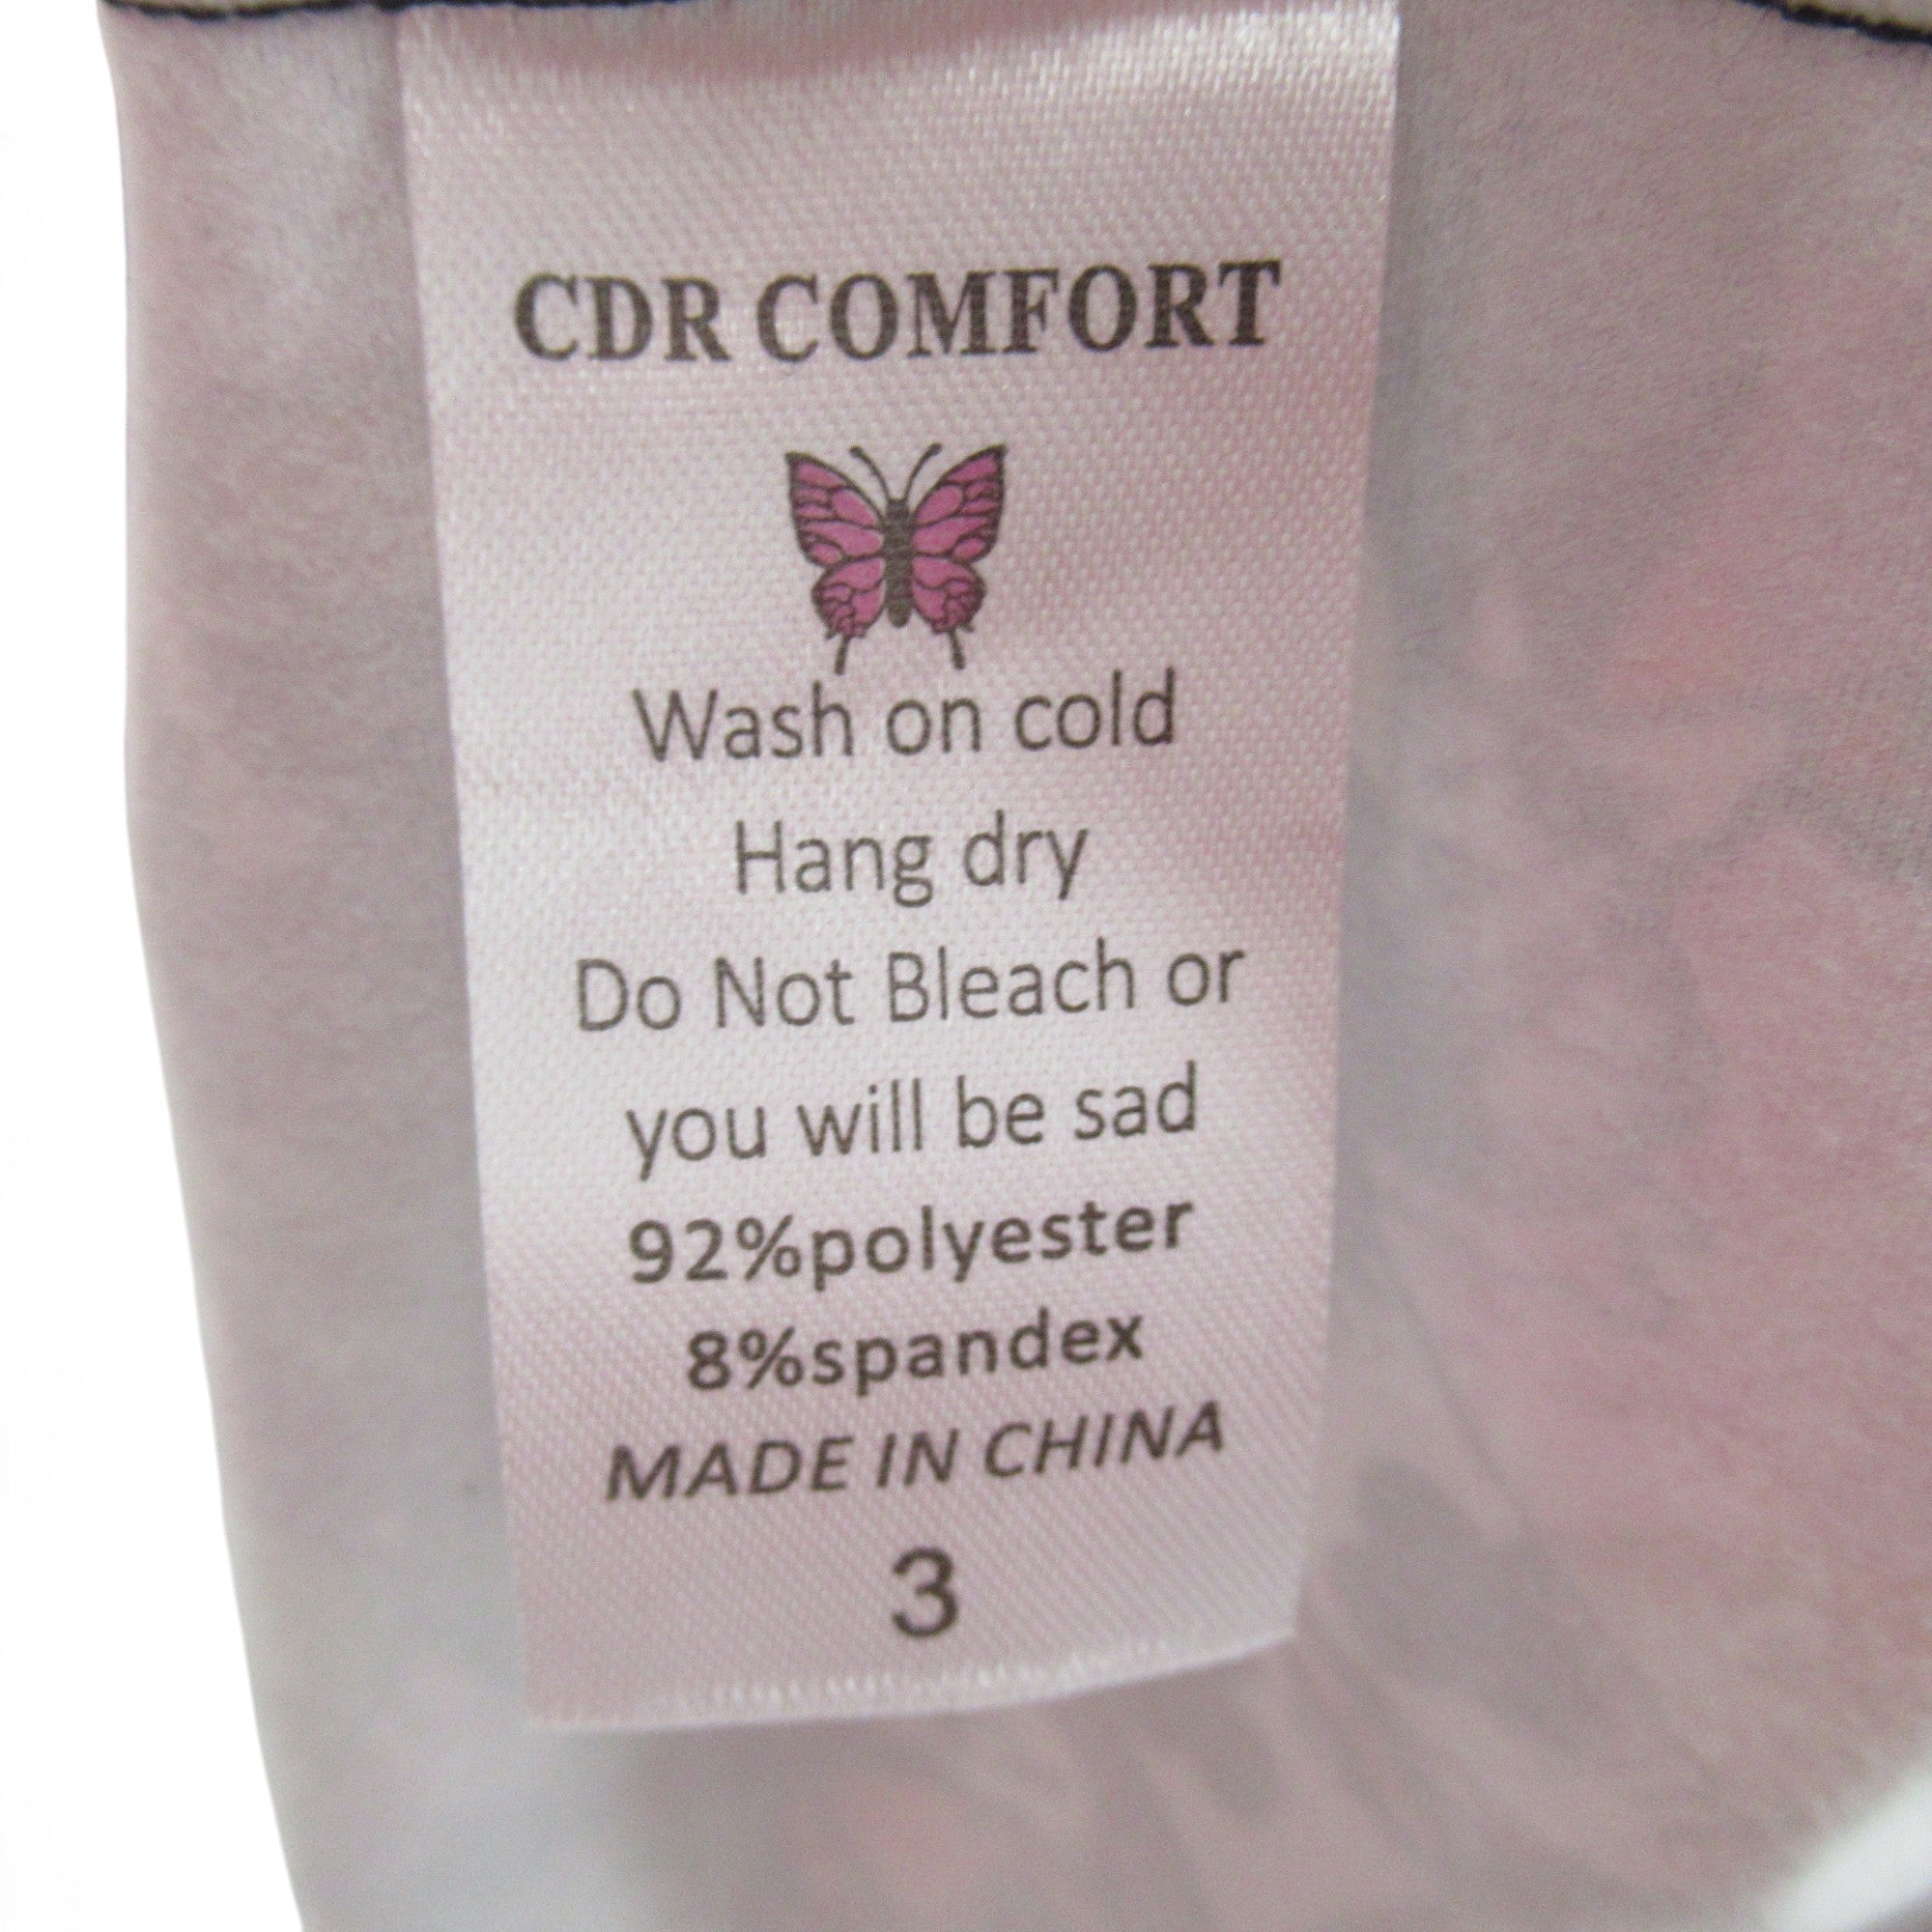 CDR COMFORT
Wash on cold
Hang dry
Do Not Bleach or
you will be sad
92%polyester
8%spandex
MADE IN CHINA
3